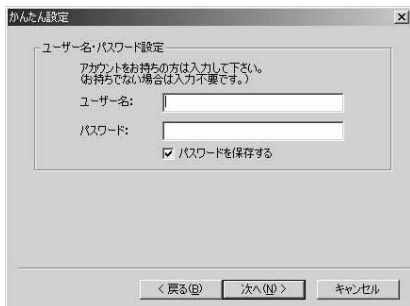 かんたん設定
ユーザー名・パスワード設定
アカウントをお持ちの方は入力して下さい。
(お持ちでない場合は入力不要です。)
ユーザー名:
パスワード:
パスワードを保存する
< 戻る(B)
次へ(N) >
キャンセル